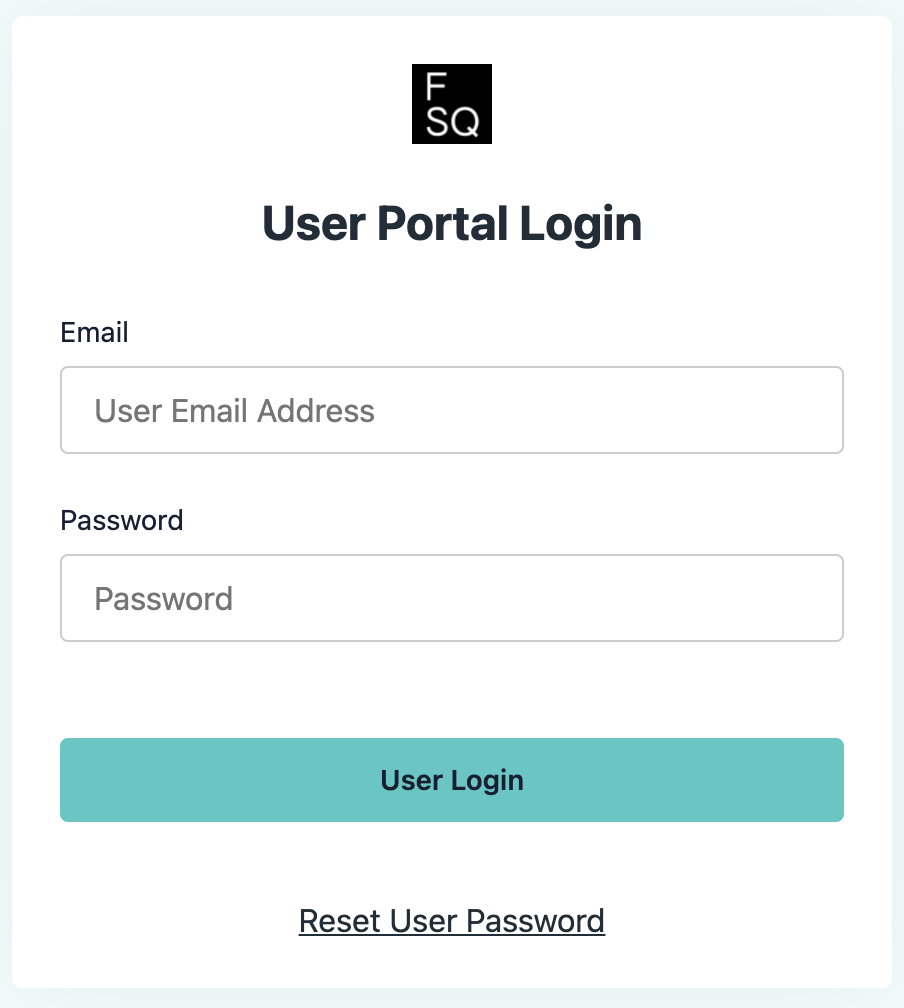 F
SQ
User Portal Login
Email
User Email Address
Password
Password
User Login
Reset User Password